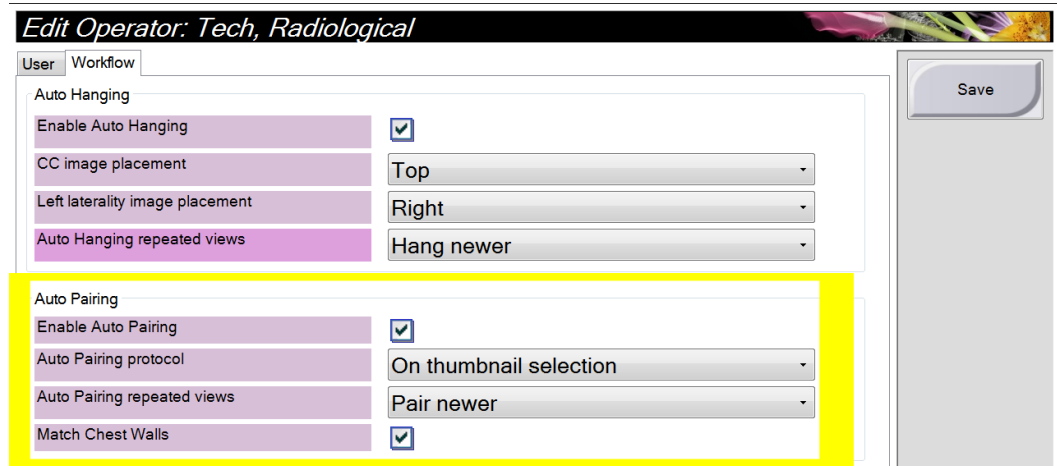 Edit Operator: Tech, Radiological
User Workflow
Save
Auto Hanging
Enable Auto Hanging
CC image placement Top
Left laterality image placement Right
Auto Hanging repeated views Hang newer
Auto Pairing
Enable Auto Pairing
Auto Pairing protocol On thumbnail selection
Auto Pairing repeated views Pair newer
Match Chest Walls